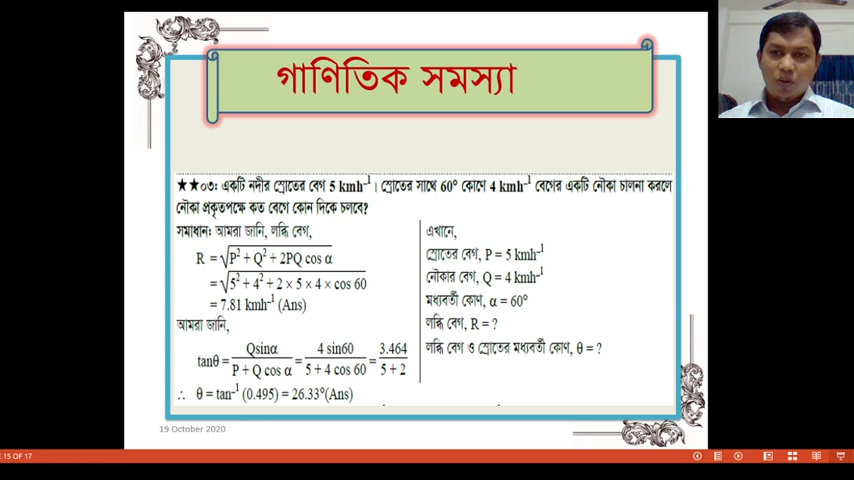 গাণিতিক সমস্যা
★★০৩: একটি নদীর স্রোতের বেগ 5 kmh⁻¹। স্রোতের সাথে 60° কোণে 4 kmh⁻¹ বেগের একটি নৌকা চালনা করলে
নৌকা প্রকৃতপক্ষে কত বেগে কোন দিকে চলবে?
সমাধান: আমরা জানি, লব্ধি বেগ,
R = √(P² + Q² + 2PQ cos α)
= √(5² + 4² + 2 × 5 × 4 × cos 60)
= 7.81 kmh⁻¹ (Ans)
আমরা জানি,
tanθ = Qsinα / P + Q cos α = 4 sin60 / 5 + 4 cos 60 = 3.464 / 5 + 2
∴ θ = tan⁻¹ (0.495) = 26.33°(Ans)
এখানে,
স্রোতের বেগ, P = 5 kmh⁻¹
নৌকার বেগ, Q = 4 kmh⁻¹
মধ্যবর্তী কোণ, α = 60°
লব্ধি বেগ, R = ?
লব্ধি বেগ ও স্রোতের মধ্যবর্তী কোণ, θ = ?
19 October 2020
15 OF 17